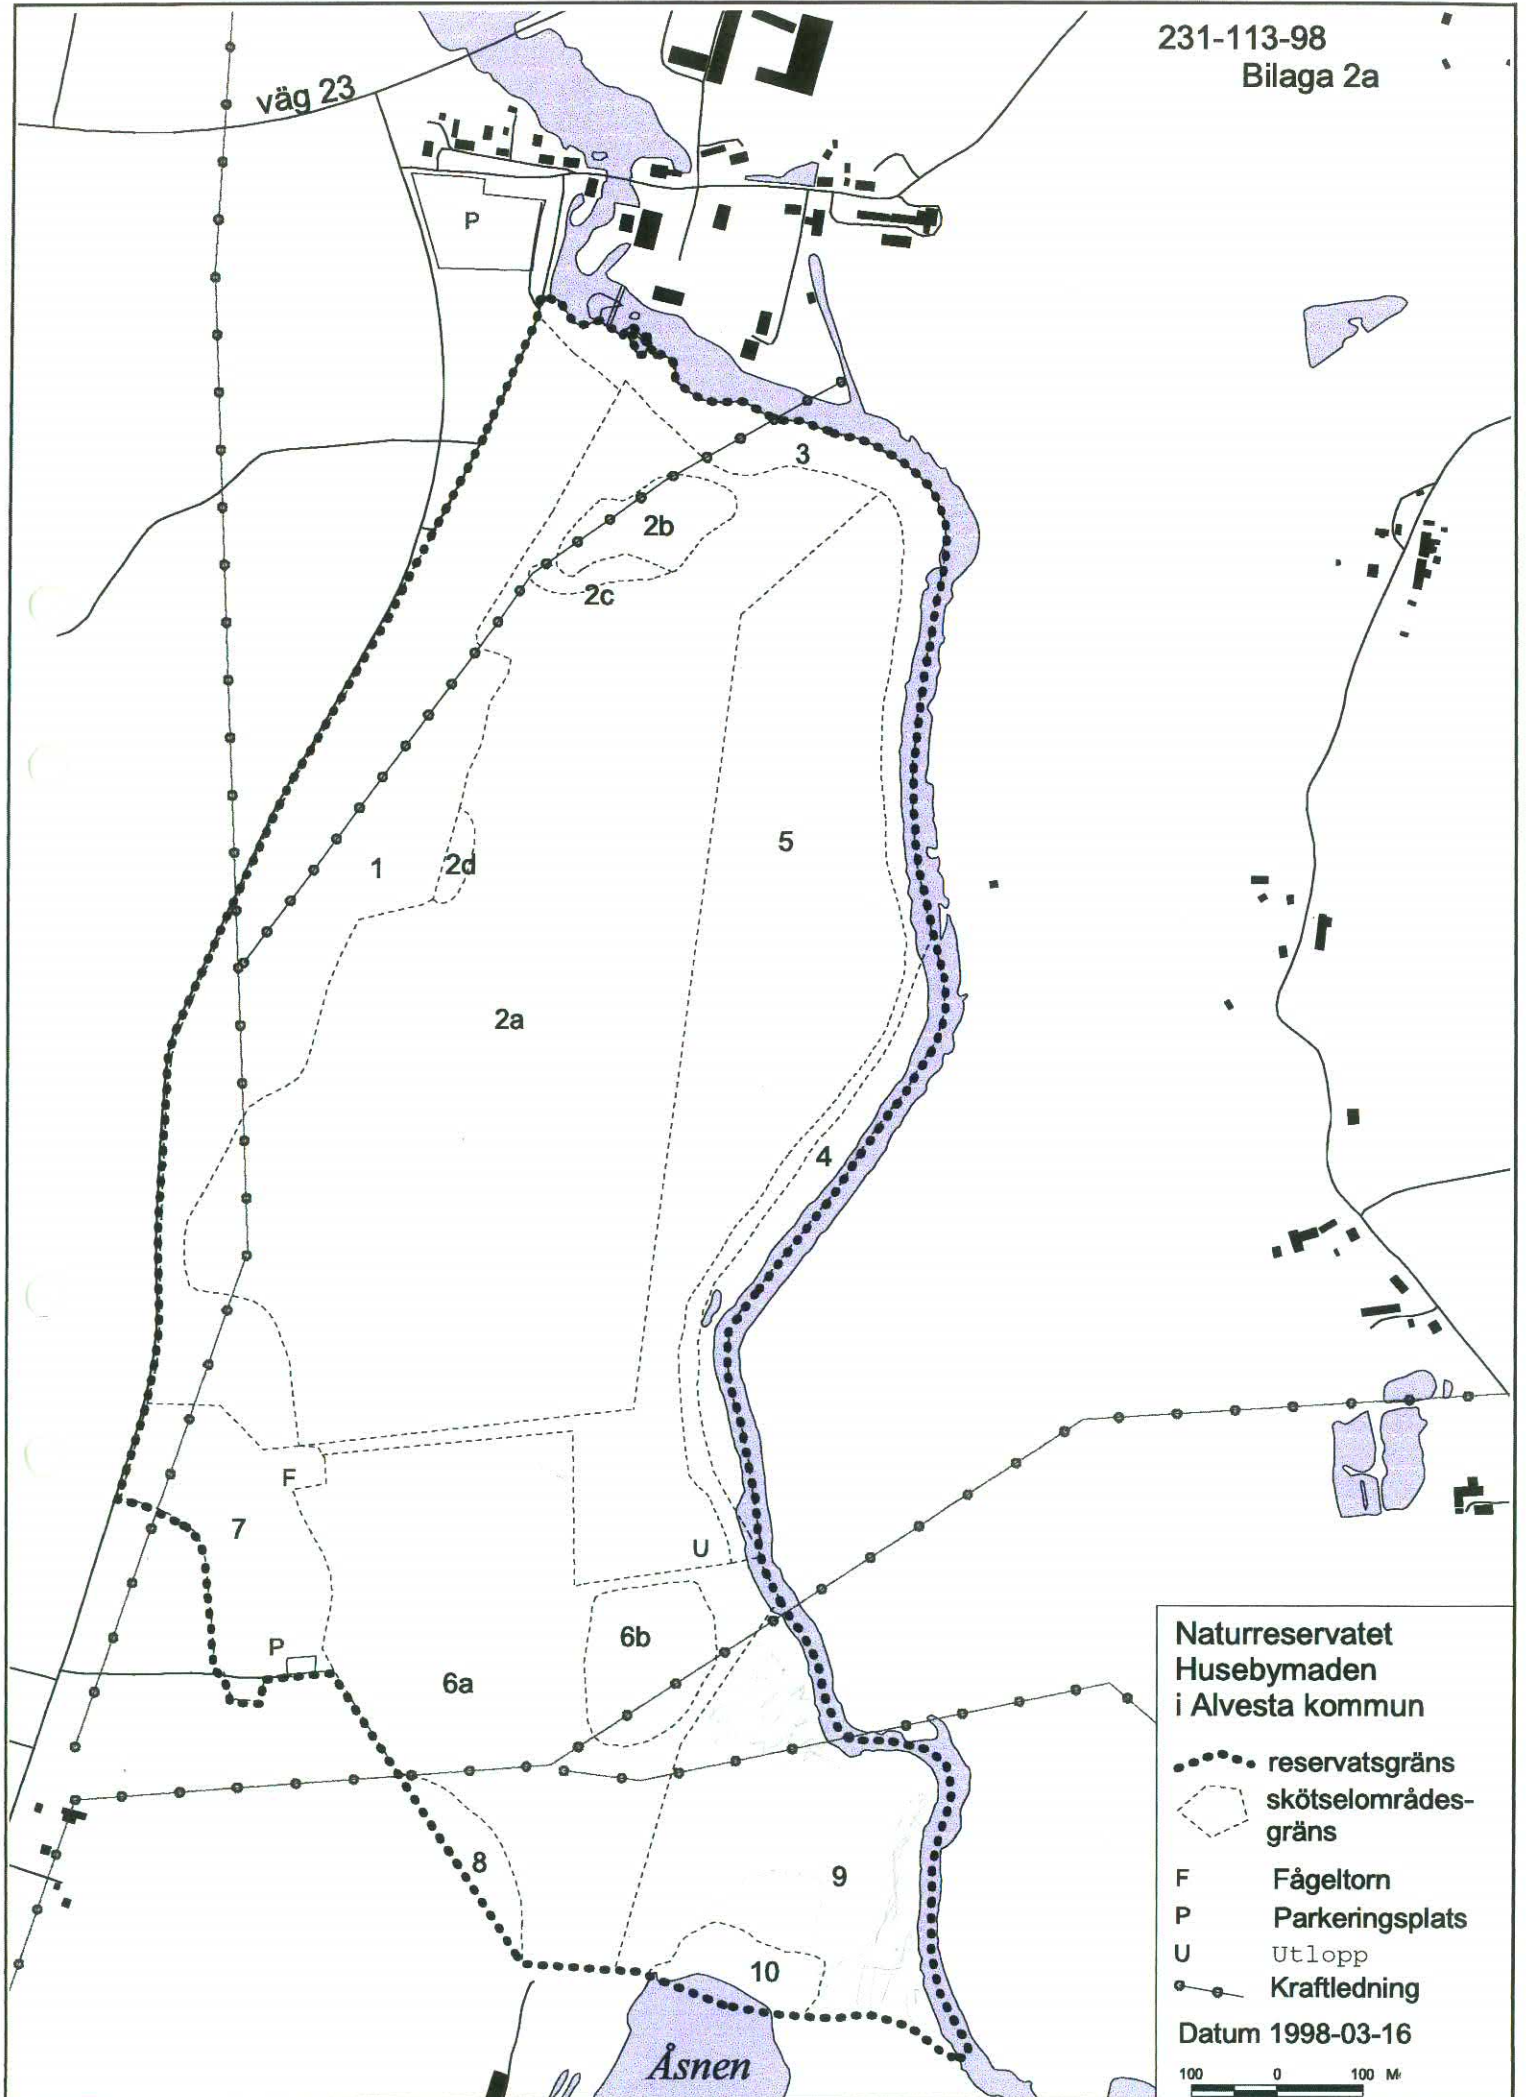 231-113-98
Bilaga 2a
väg 23
P
3
2b
2c
5
1
2d
2a
4
F
7
U
P
6b
6a
8
9
10
Åsnen
Naturreservatet
Husebymaden
i Alvesta kommun
reservatsgräns
skötselområdes-
gräns
F Fågeltorn
P Parkeringsplats
U Utlopp
Kraftledning
Datum 1998-03-16
100 0 100 M